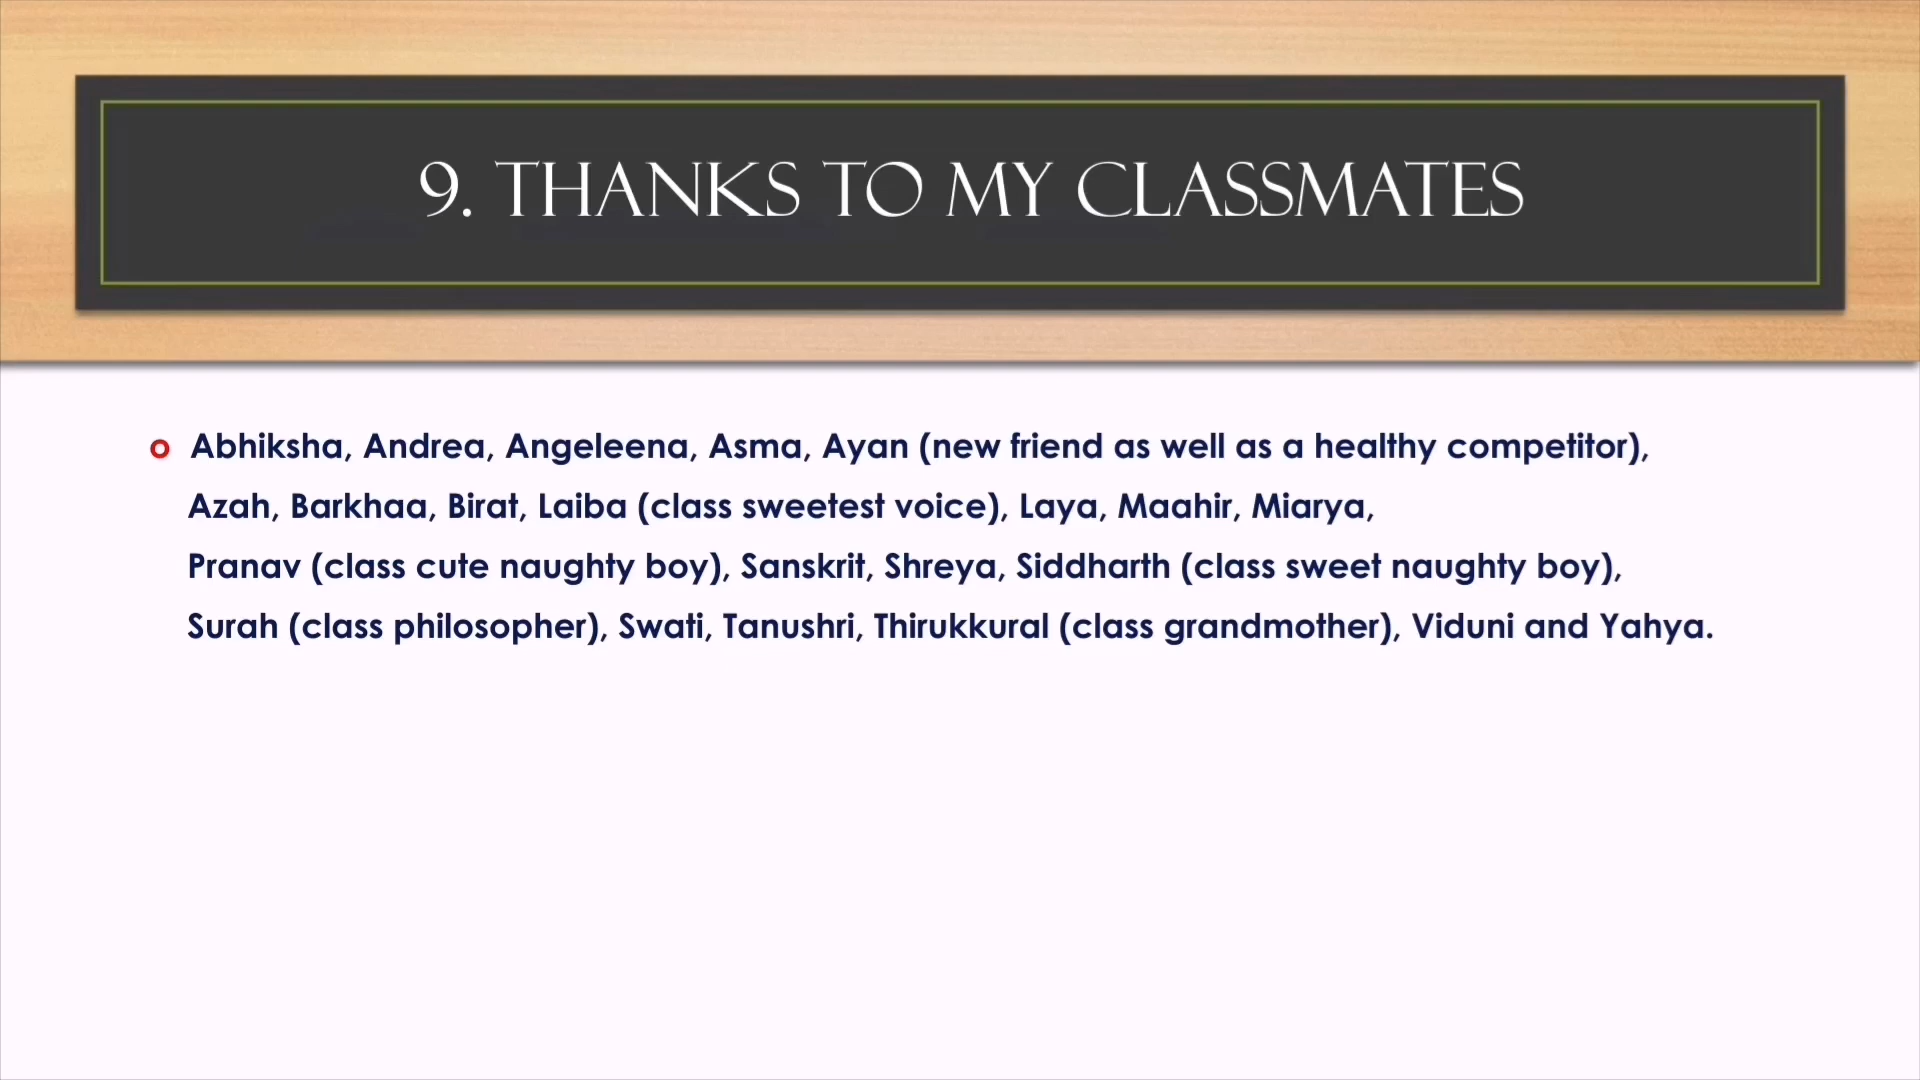 9. THANKS TO MY CLASSMATES
o Abhiksha, Andrea, Angeleena, Asma, Ayan (new friend as well as a healthy competitor),
Azah, Barkhaa, Birat, Laiba (class sweetest voice), Laya, Maahir, Miarya,
Pranav (class cute naughty boy), Sanskrit, Shreya, Siddharth (class sweet naughty boy),
Surah (class philosopher), Swati, Tanushri, Thirukkural (class grandmother), Viduni and Yahya.